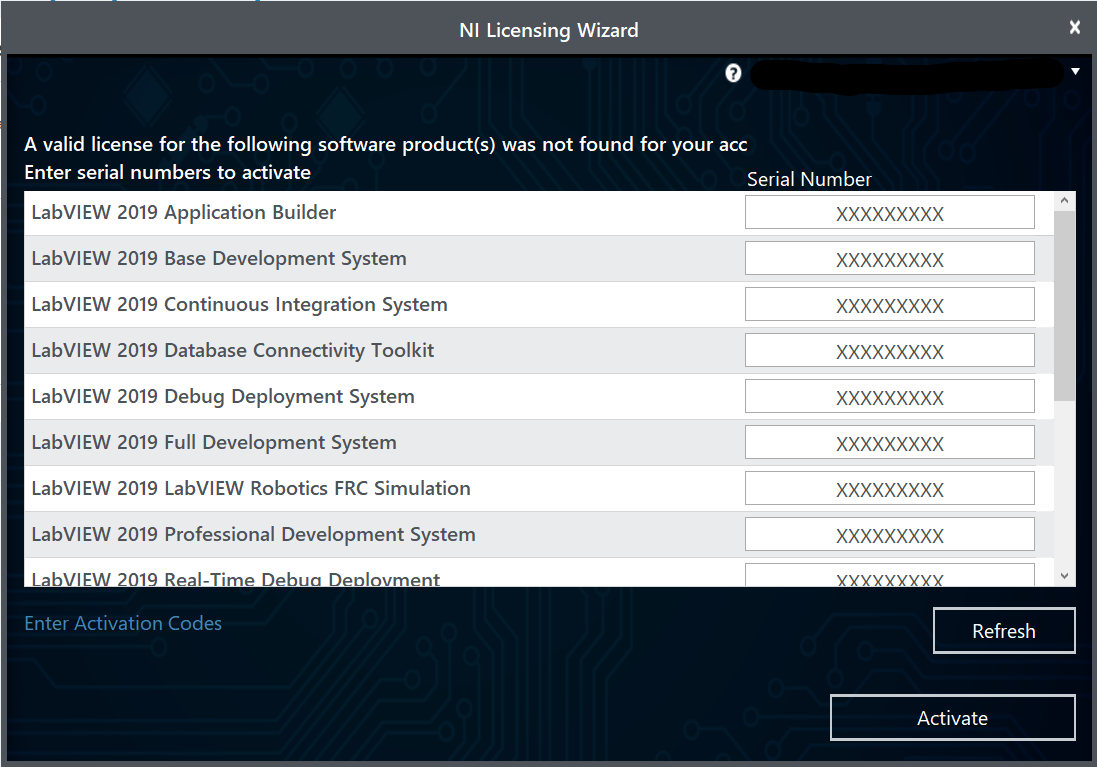 NI Licensing Wizard
A valid license for the following software product(s) was not found for your acc
Enter serial numbers to activate
Serial Number
LabVIEW 2019 Application Builder XXXXXXXXX
LabVIEW 2019 Base Development System XXXXXXXXX
LabVIEW 2019 Continuous Integration System XXXXXXXXX
LabVIEW 2019 Database Connectivity Toolkit XXXXXXXXX
LabVIEW 2019 Debug Deployment System XXXXXXXXX
LabVIEW 2019 Full Development System XXXXXXXXX
LabVIEW 2019 LabVIEW Robotics FRC Simulation XXXXXXXXX
LabVIEW 2019 Professional Development System XXXXXXXXX
LabVIEW 2019 Real-Time Debug Deployment XXXXXXXXX
Enter Activation Codes
Refresh
Activate